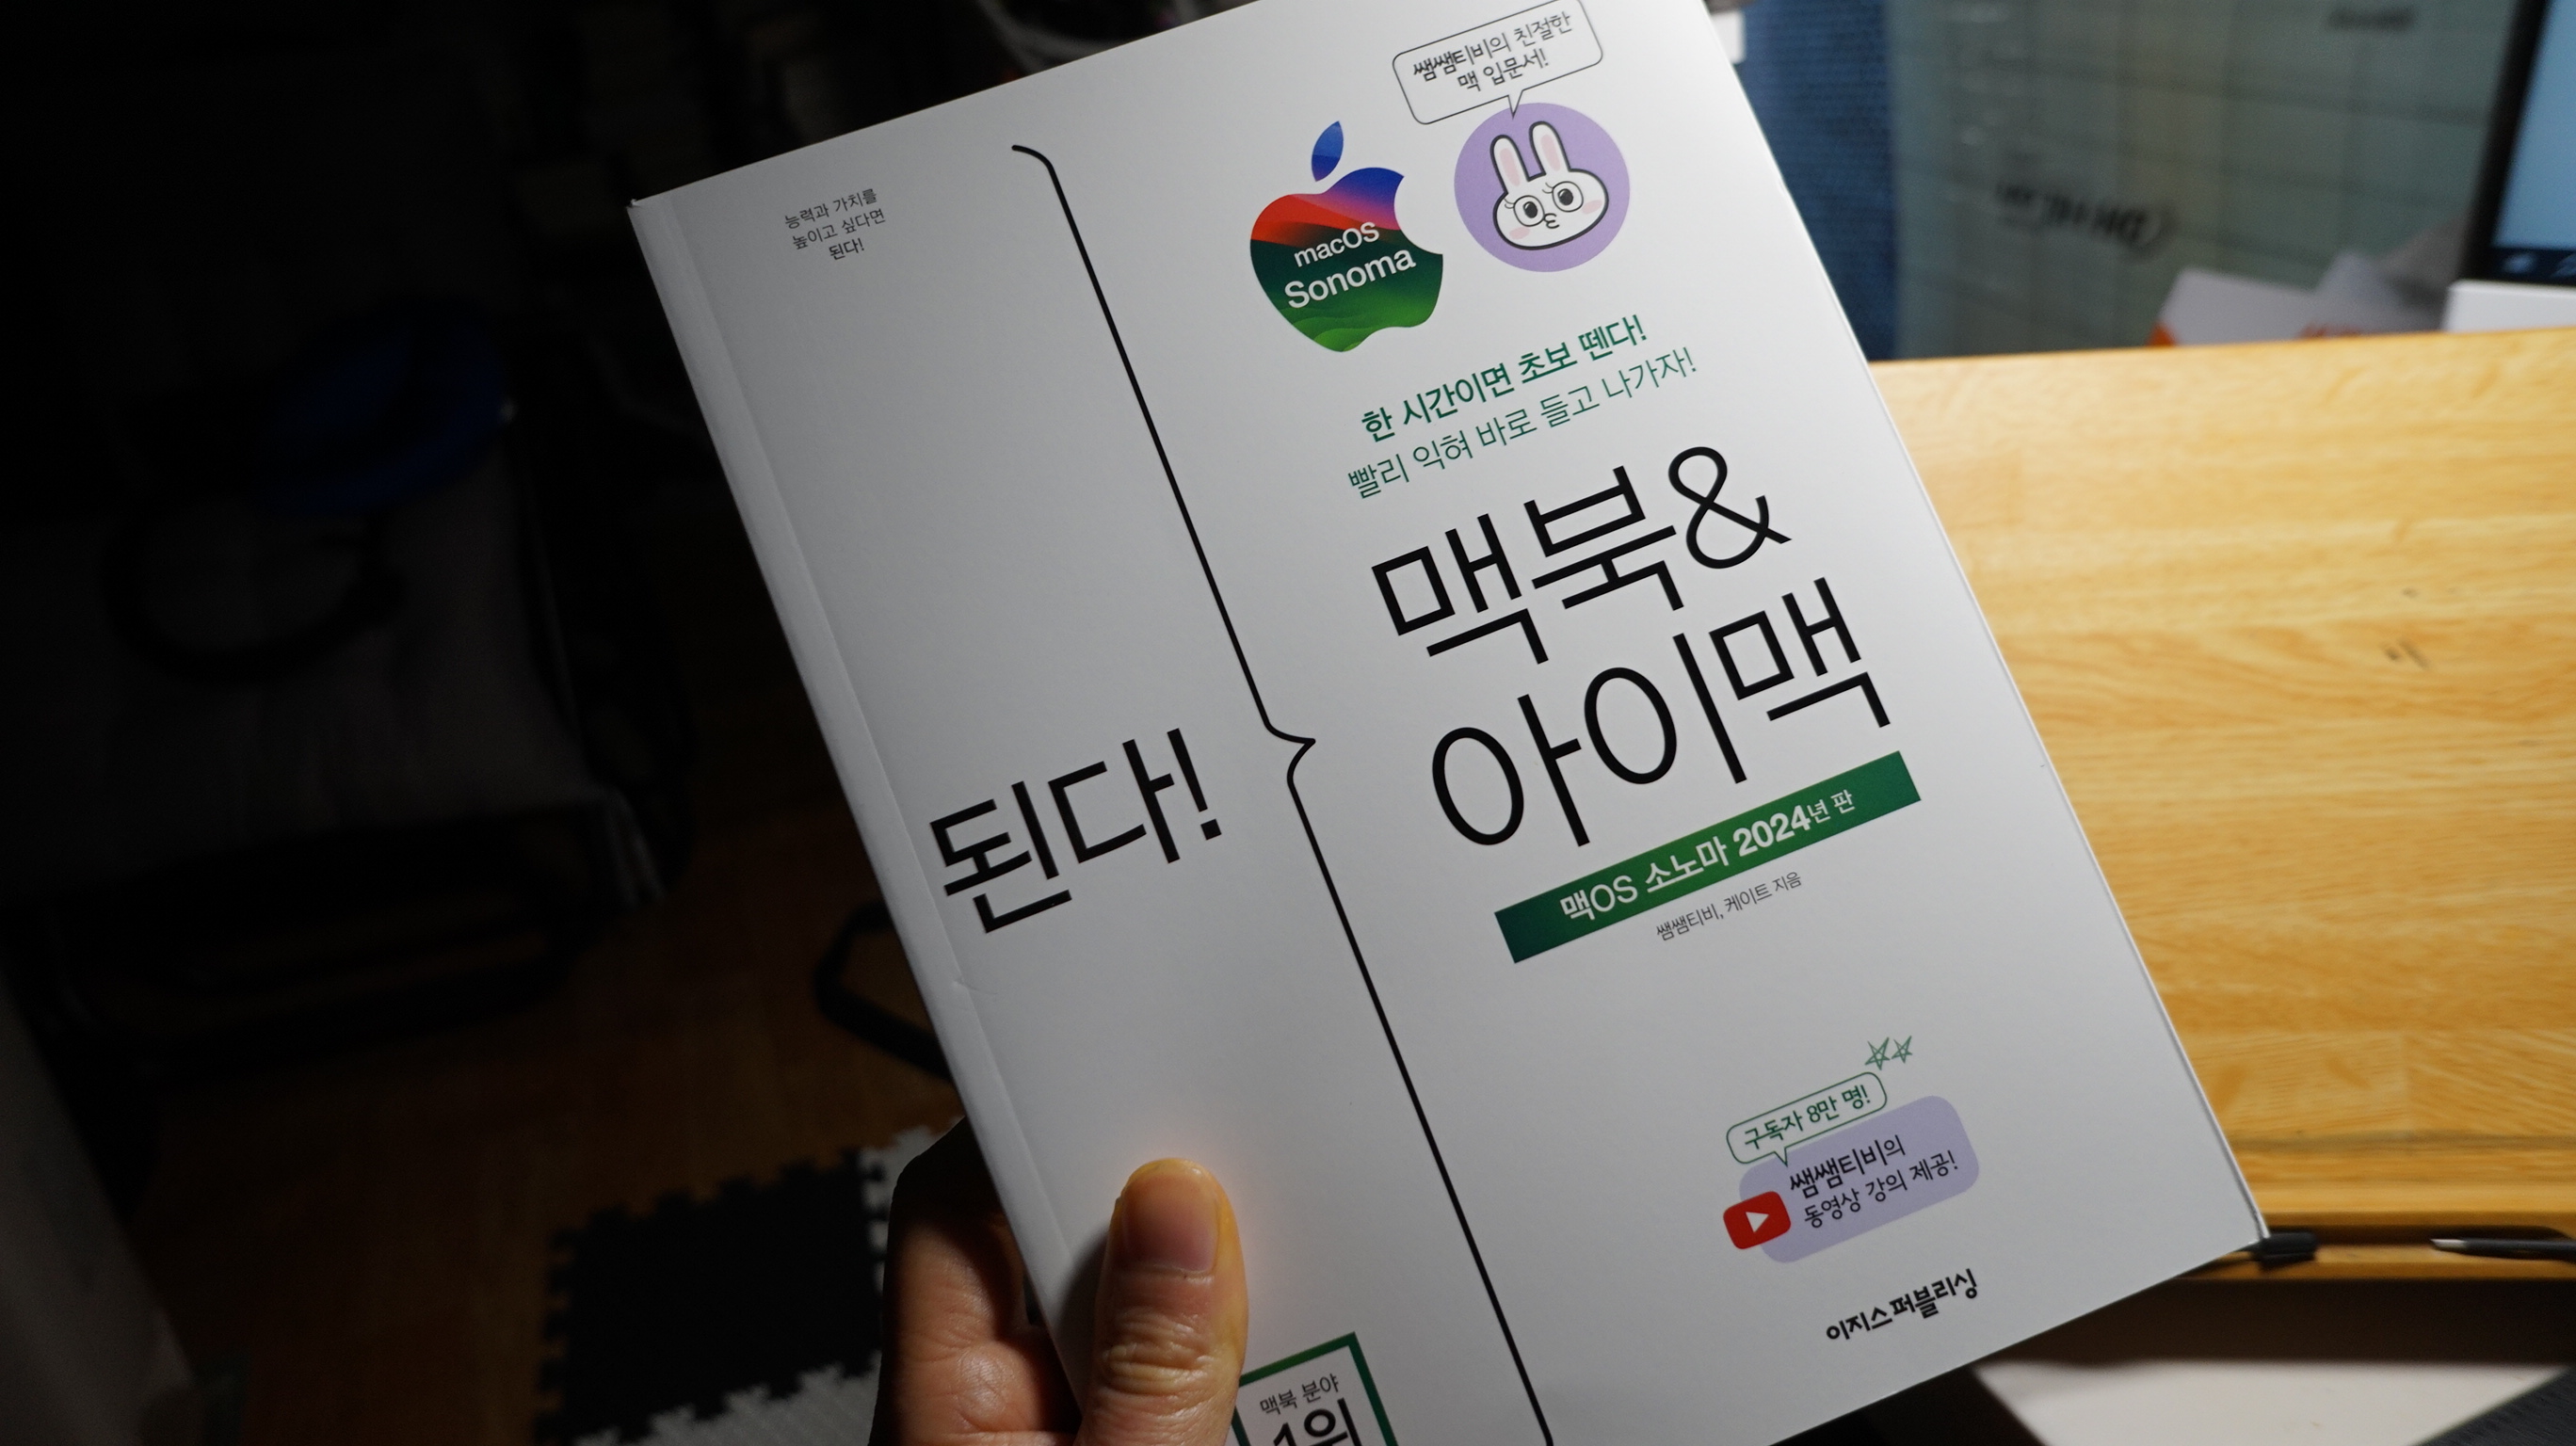 능력과 가치를
높이고 싶다면
된다!
된다!
쌤쌤티비의 친절한
맥 입문서!
macOS
Sonoma
한 시간이면 초보 뗀다!
빨리 익혀 바로 들고 나가자!
맥북&
아이맥
맥OS 소노마 2024년 판
쌤쌤티비, 케이트 지음
구독자 8만 명!
쌤쌤티비의
동영상 강의 제공!
이지스퍼블리싱
맥북 분야
1위